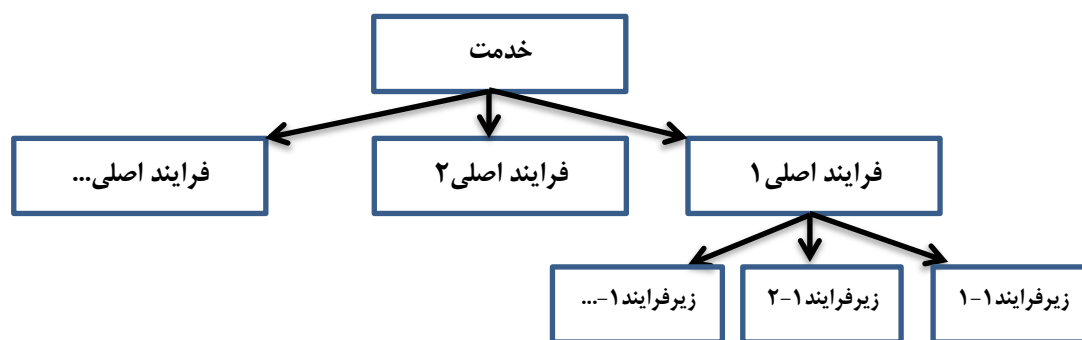 خدمت
فرایند اصلی۱
فرایند اصلی۲
فرایند اصلی...
زیرفرایند۱-۱
زیرفرایند۱-۲
زیرفرایند۱-...